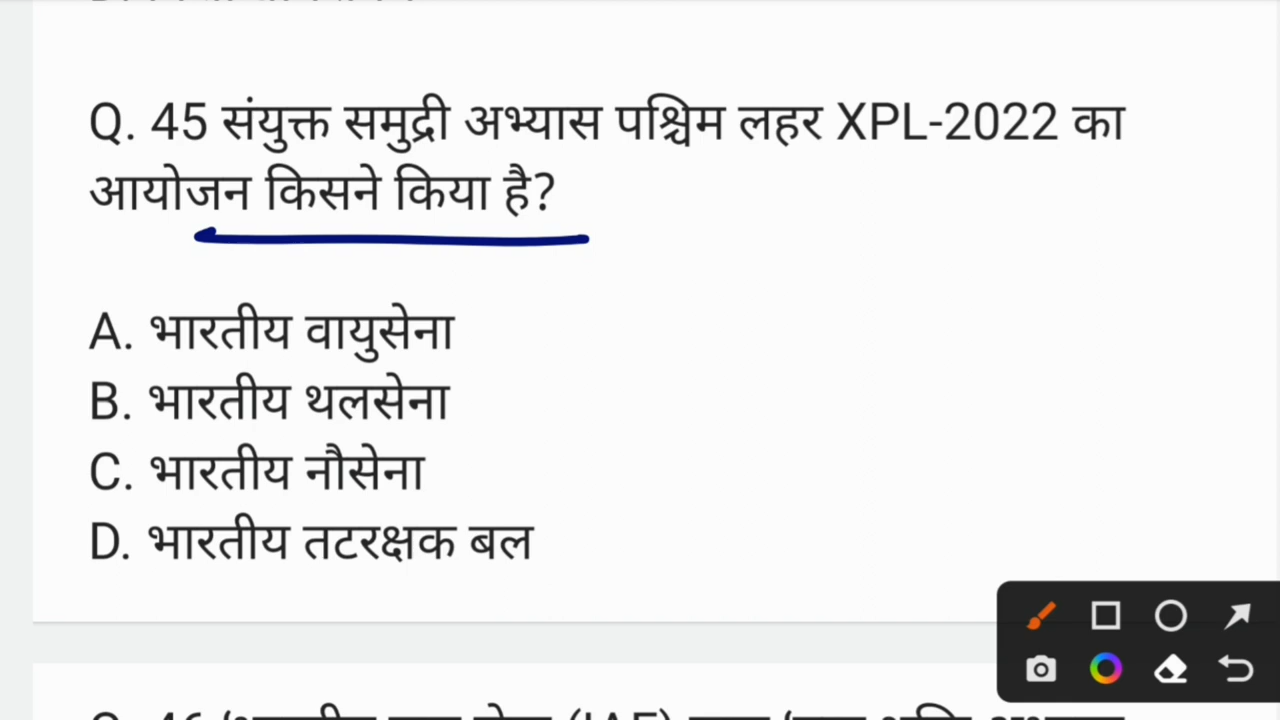 Q. 45 संयुक्त समुद्री अभ्यास पश्चिम लहर XPL-2022 का
आयोजन किसने किया है?
A. भारतीय वायुसेना
B. भारतीय थलसेना
C. भारतीय नौसेना
D. भारतीय तटरक्षक बल